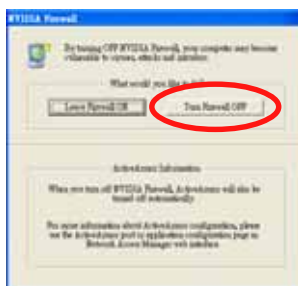 NVIDIA Firewall
By turning OFF NVIDIA Firewall, your computer may become
vulnerable to viruses, attacks and intrusion.
What would you like to do?
Leave Firewall ON
Turn Firewall OFF
ActiveArmor Information
When you turn off NVIDIA Firewall, ActiveArmor will also be
turned off automatically.
For more information about ActiveArmor configuration, please
see the ActiveArmor post to application configuration page in
Network Access Manager web interface.